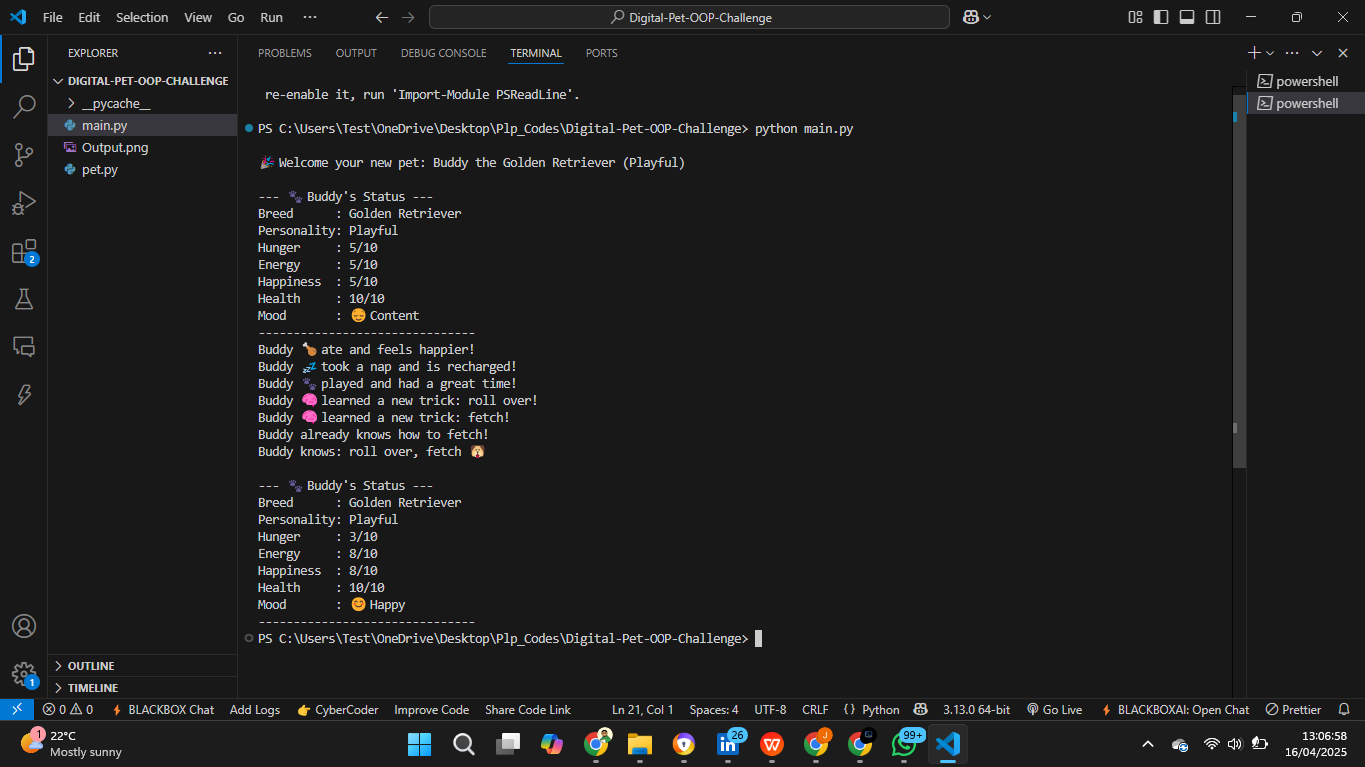 File Edit Selection View Go Run ···
Digital-Pet-OOP-Challenge
EXPLORER
DIGITAL-PET-OOP-CHALLENGE
__pycache__
main.py
Output.png
pet.py
2
OUTLINE
TIMELINE
1
PROBLEMS OUTPUT DEBUG CONSOLE TERMINAL PORTS
powershell
powershell
re-enable it, run 'Import-Module PSReadLine'.
PS C:\Users\Test\OneDrive\Desktop\Plp_Codes\Digital-Pet-OOP-Challenge> python main.py
🎉 Welcome your new pet: Buddy the Golden Retriever (Playful)
--- 🐾 Buddy's Status ---
Breed      : Golden Retriever
Personality: Playful
Hunger     : 5/10
Energy     : 5/10
Happiness  : 5/10
Health     : 10/10
Mood       : 😌 Content
-------------------------------
Buddy 🍗 ate and feels happier!
Buddy 💤 took a nap and is recharged!
Buddy 🐾 played and had a great time!
Buddy 🧠 learned a new trick: roll over!
Buddy 🧠 learned a new trick: fetch!
Buddy already knows how to fetch!
Buddy knows: roll over, fetch 🐶
--- 🐾 Buddy's Status ---
Breed      : Golden Retriever
Personality: Playful
Hunger     : 3/10
Energy     : 8/10
Happiness  : 8/10
Health     : 10/10
Mood       : 😊 Happy
-------------------------------
PS C:\Users\Test\OneDrive\Desktop\Plp_Codes\Digital-Pet-OOP-Challenge>
0 0 BLACKBOX Chat Add Logs 👉 CyberCoder Improve Code Share Code Link Ln 21, Col 1 Spaces: 4 UTF-8 CRLF {} Python 3.13.0 64-bit Go Live BLACKBOXAI: Open Chat Prettier
1 22°C
Mostly sunny
26 W J 99+
13:06:58
16/04/2025